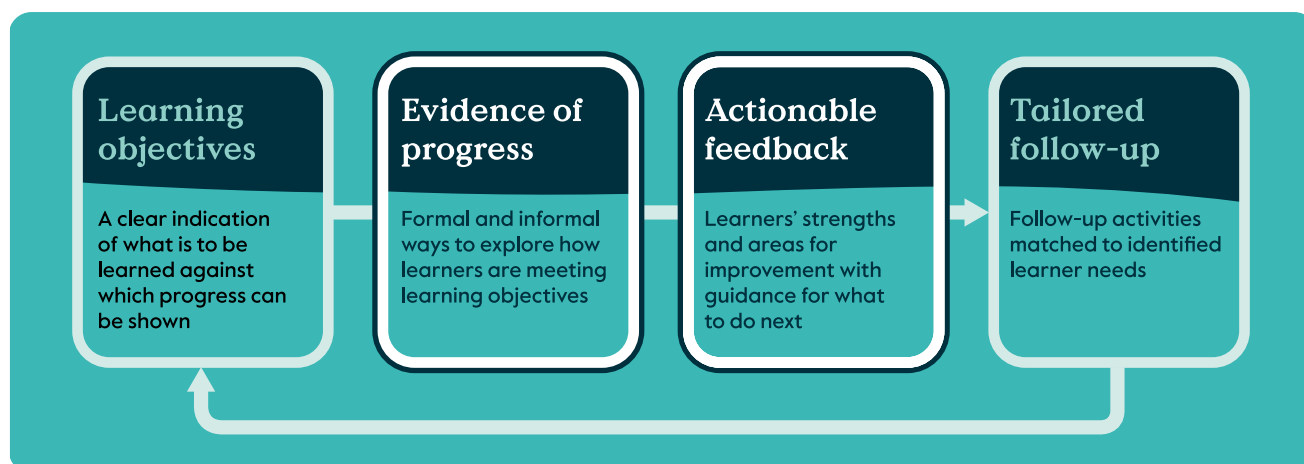 Learning
objectives
A clear indication
of what is to be
learned against
which progress can
be shown
Evidence of
progress
Formal and informal
ways to explore how
learners are meeting
learning objectives
Actionable
feedback
Learners’ strengths
and areas for
improvement with
guidance for what
to do next
Tailored
follow-up
Follow-up activities
matched to identified
learner needs